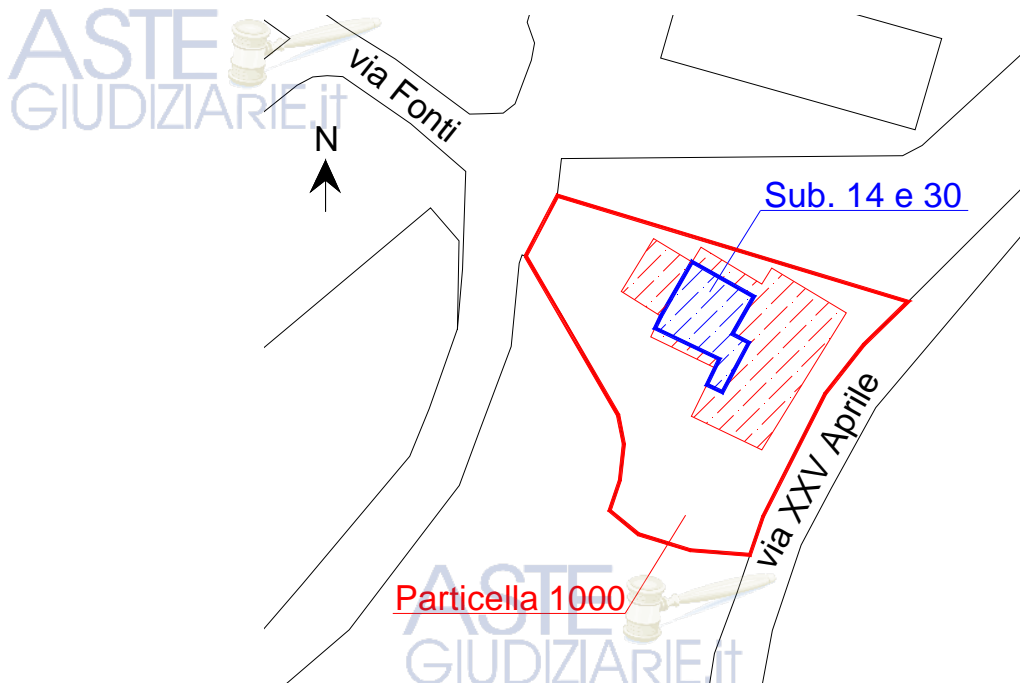 ASTE
GIUDIZIARIE.it
via Fonti
N
Sub. 14 e 30
via XXV Aprile
Particella 1000
ASTE
GIUDIZIARIE.it